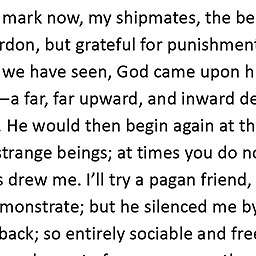 mark now, my shipmates, the be
rdon, but grateful for punishment
we have seen, God came upon h
—a far, far upward, and inward de
. He would then begin again at th
strange beings; at times you do no
s drew me. I’ll try a pagan friend,
monstrate; but he silenced me by
back; so entirely sociable and free